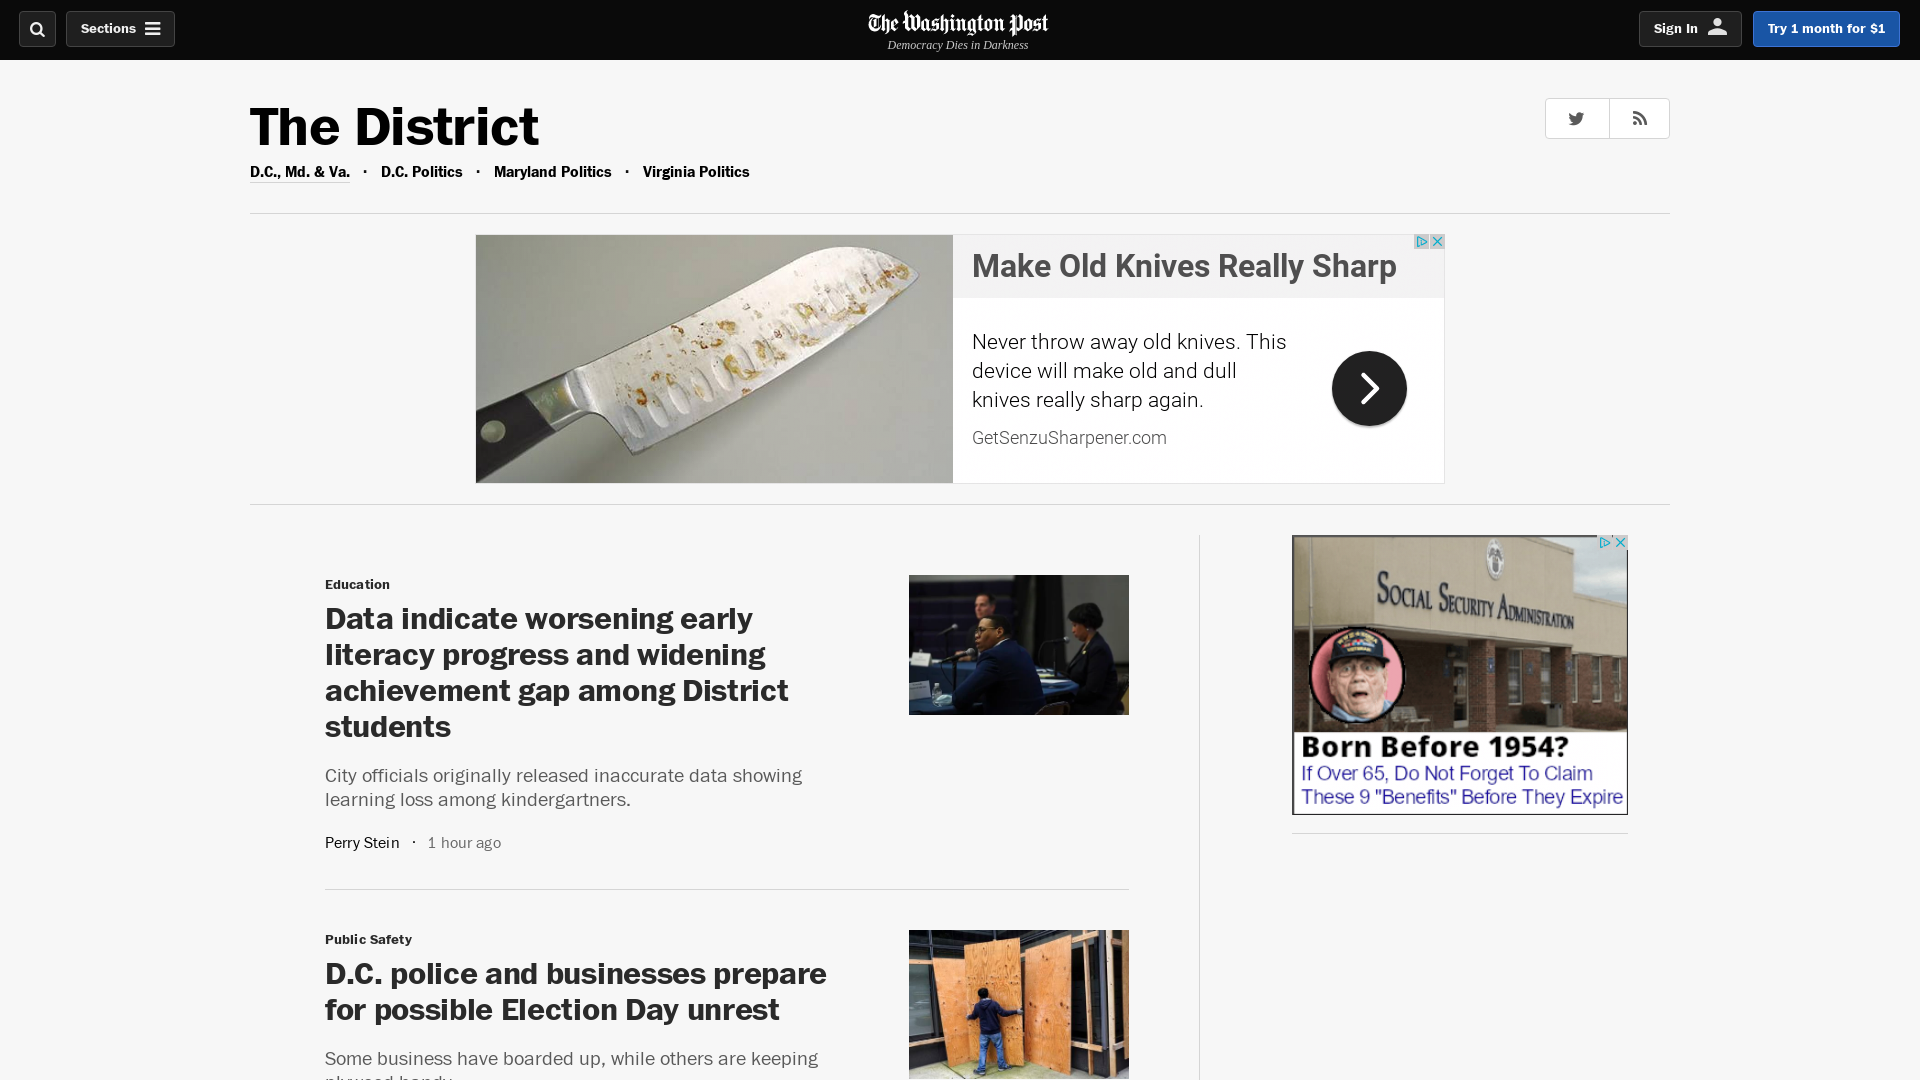 Sections
The Washington Post
Democracy Dies in Darkness
Sign In
Try 1 month for $1
The District
D.C., Md. & Va. · D.C. Politics · Maryland Politics · Virginia Politics
Make Old Knives Really Sharp
Never throw away old knives. This
device will make old and dull
knives really sharp again.
GetSenzuSharpener.com
Education
Data indicate worsening early
literacy progress and widening
achievement gap among District
students
City officials originally released inaccurate data showing
learning loss among kindergartners.
Perry Stein · 1 hour ago
SOCIAL SECURITY ADMINISTRATION
Born Before 1954?
If Over 65, Do Not Forget To Claim
These 9 "Benefits" Before They Expire
Public Safety
D.C. police and businesses prepare
for possible Election Day unrest
Some business have boarded up, while others are keeping